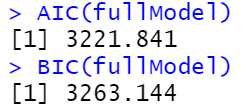 > AIC(fullModel)
[1] 3221.841
> BIC(fullModel)
[1] 3263.144